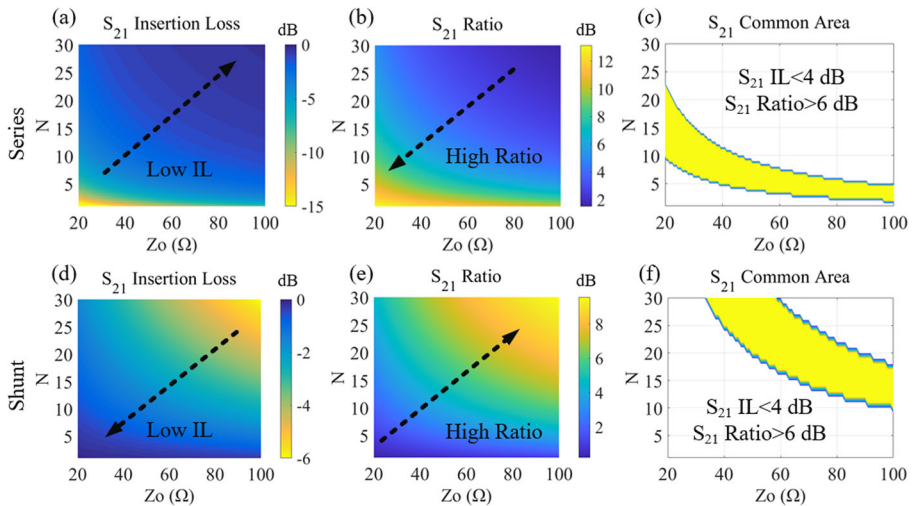 (a) S21 Insertion Loss dB
(b) S21 Ratio dB
(c) S21 Common Area
Series
N
30
25
20
15
10
5
Low IL
20 40 60 80 100
Zo (Ω)
0
-5
-10
-15
N
30
25
20
15
10
5
High Ratio
20 40 60 80 100
Zo (Ω)
12
10
8
6
4
2
N
30
25
20
15
10
5
S21 IL<4 dB
S21 Ratio>6 dB
20 40 60 80 100
Zo (Ω)
(d) S21 Insertion Loss dB
(e) S21 Ratio dB
(f) S21 Common Area
Shunt
N
30
25
20
15
10
5
Low IL
20 40 60 80 100
Zo (Ω)
0
-2
-4
-6
N
30
25
20
15
10
5
High Ratio
20 40 60 80 100
Zo (Ω)
8
6
4
2
N
30
25
20
15
10
5
S21 IL<4 dB
S21 Ratio>6 dB
20 40 60 80 100
Zo (Ω)